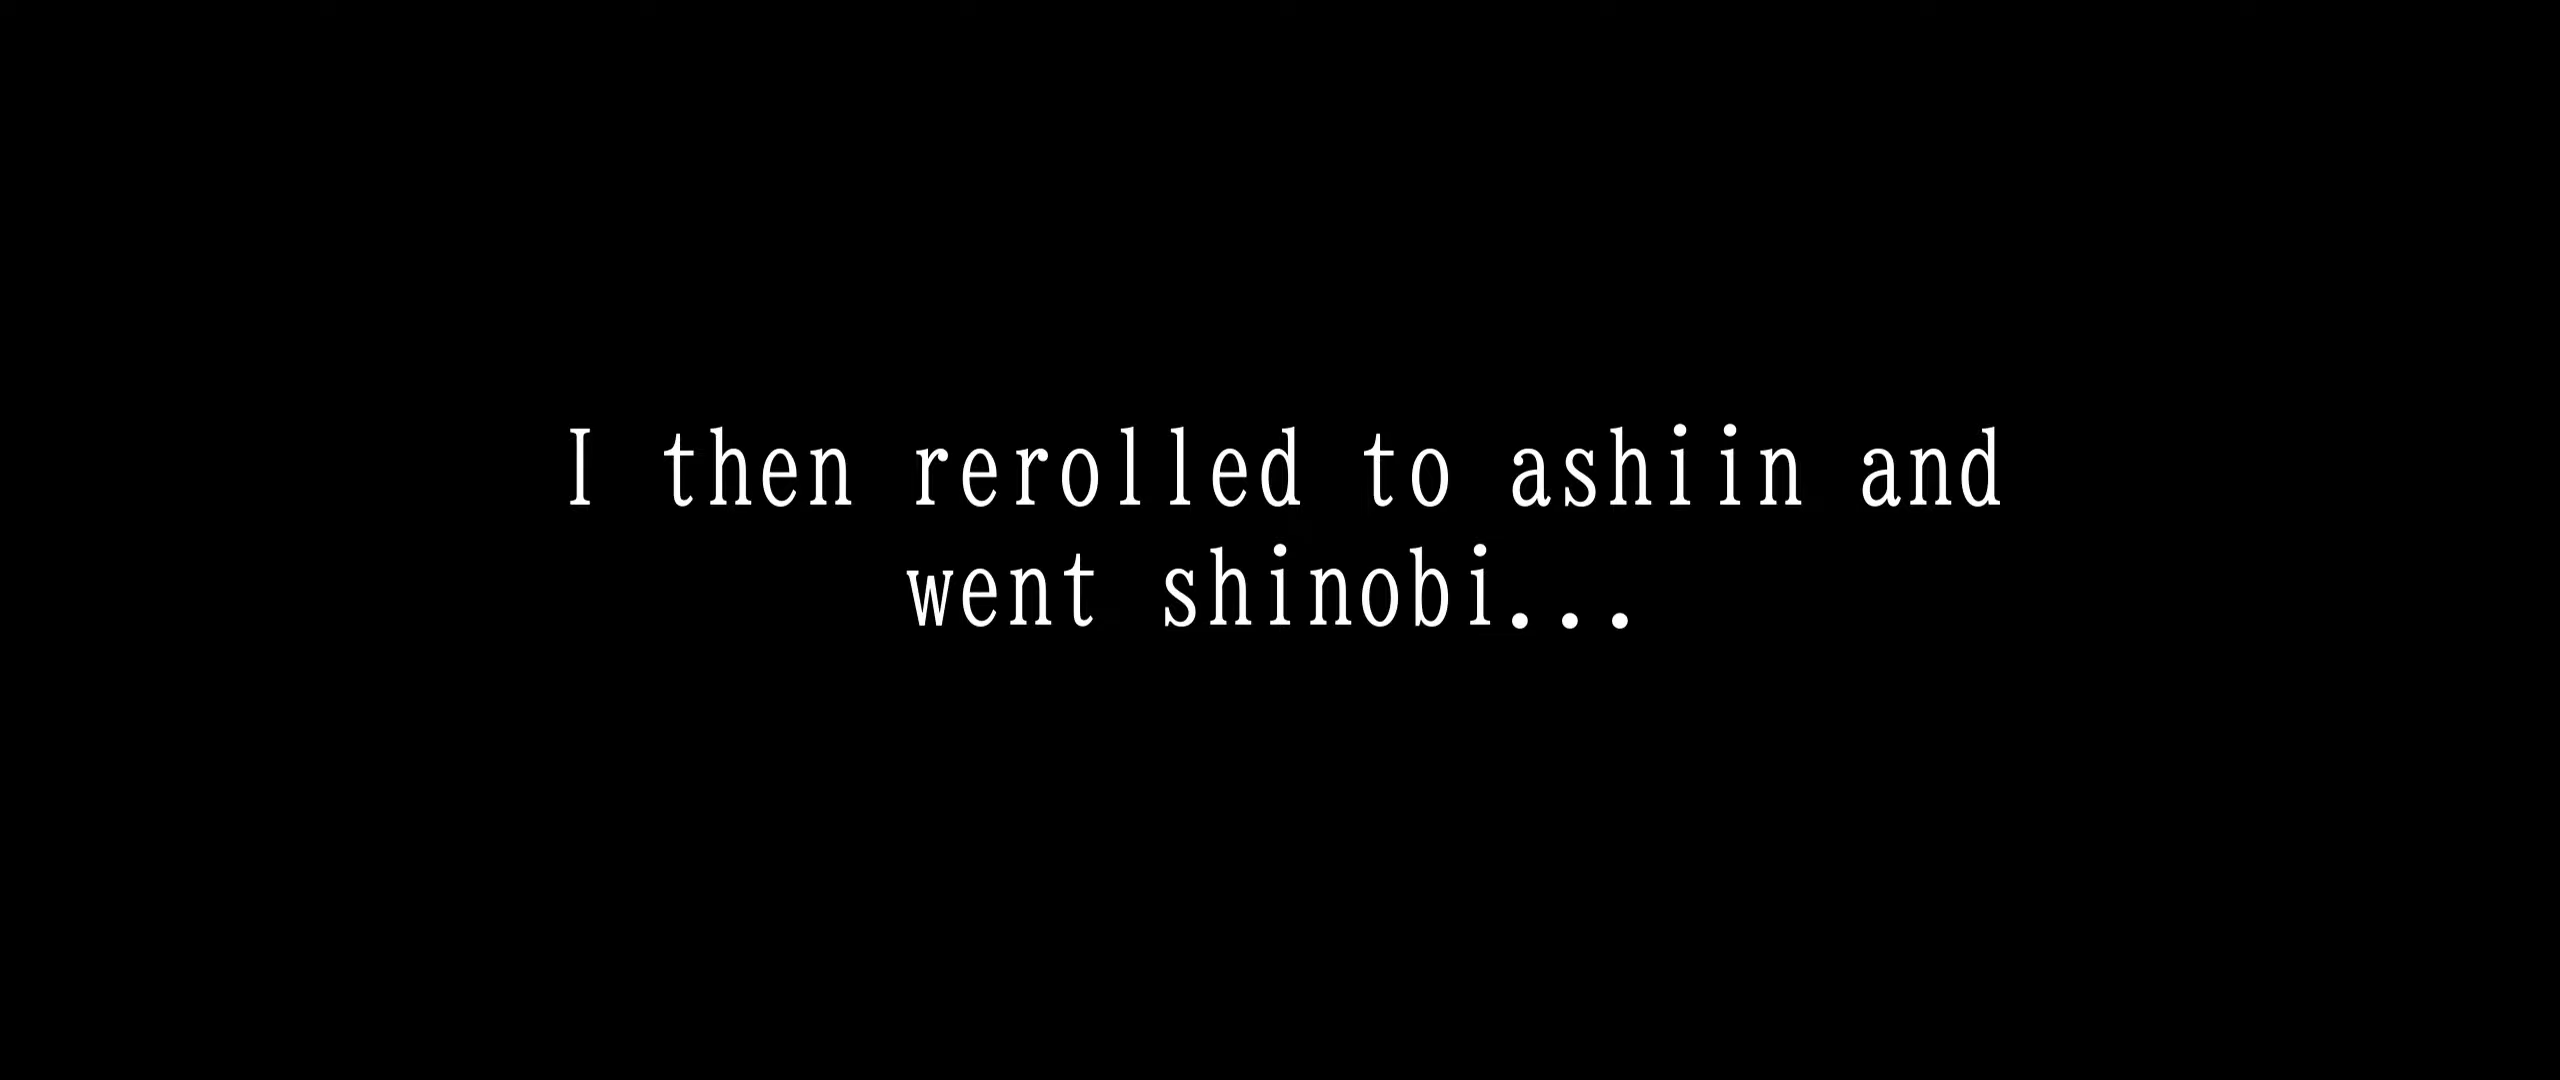 I then rerolled to ashiin and
went shinobi...